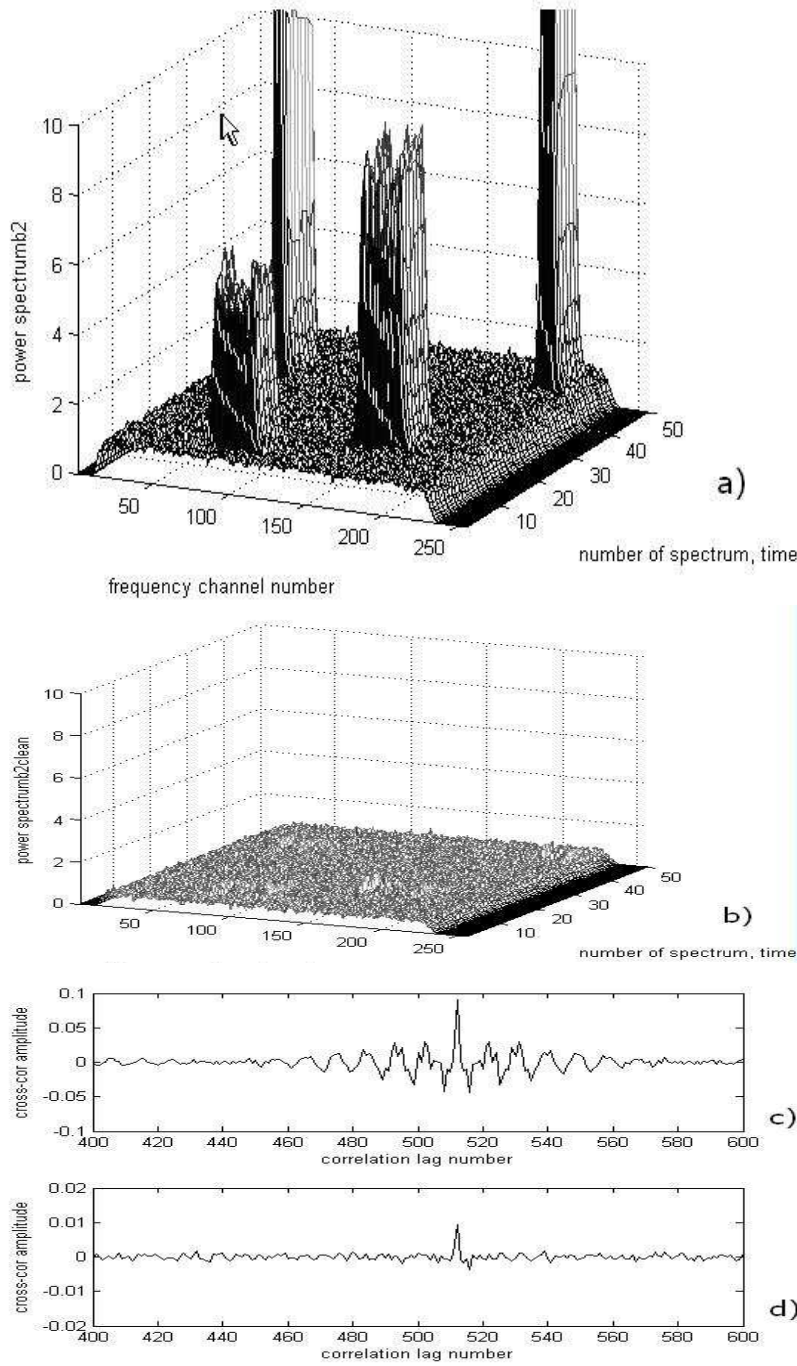 10
8
6
4
2
0
power spectrumb2
50
100
150
200
250
frequency channel number
10
20
30
40
50
number of spectrum, time
a)
10
8
6
4
2
0
power spectrumb2clean
50
100
150
200
250
10
20
30
40
50
number of spectrum, time
b)
0.1
0.05
0
-0.05
-0.1
cross-cor amplitude
400 420 440 460 480 500 520 540 560 580 600
correlation lag number
c)
0.02
0.01
0
-0.01
-0.02
cross-cor amplitude
400 420 440 460 480 500 520 540 560 580 600
correlation lag number
d)